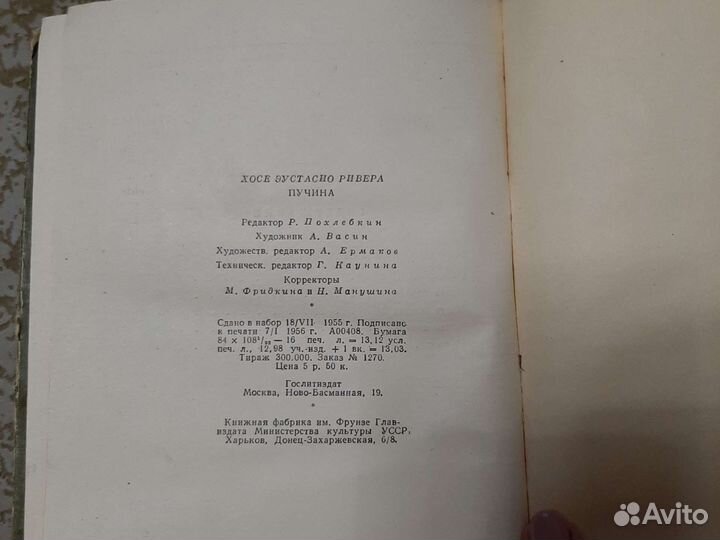 ХОСЕ ЭУСТАСИО РИВЕРА
ПУЧИНА
Редактор Р. Похлебкин
Художник А. Васин
Художеств. редактор А. Ермаков
Техническ. редактор Г. Каунина
Корректоры
М. Фридкина и Н. Манушина
*
Сдано в набор 18/VII 1955 г. Подписано
к печати 7/I 1956 г. А00408. Бумага
84 × 108¹/₃₂ — 16 печ. л. = 13,12 усл.
печ. л., 12,98 уч.-изд. + 1 вк. = 13,03.
Тираж 300.000. Заказ № 1270.
Цена 5 р. 50 к.
Гослитиздат
Москва, Ново-Басманная, 19.
*
Книжная фабрика им. Фрунзе Глав-
издата Министерства культуры УССР,
Харьков, Донец-Захаржевская, 6/8.
Avito